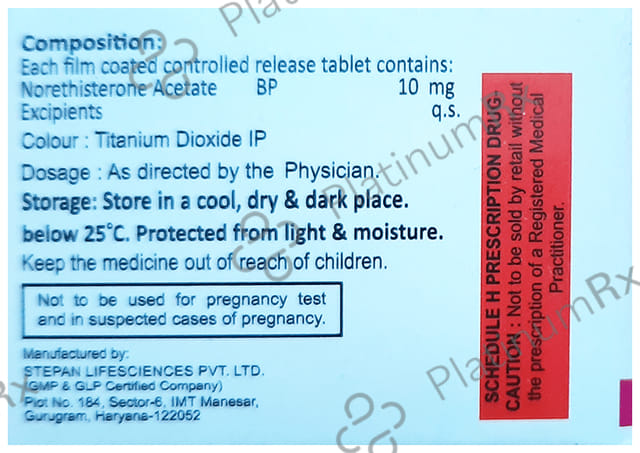 Composition:
Each film coated controlled release tablet contains:
Norethisterone Acetate BP 10 mg
Excipients q.s.
Colour : Titanium Dioxide IP
Dosage : As directed by the Physician.
Storage: Store in a cool, dry & dark place.
below 25°C. Protected from light & moisture.
Keep the medicine out of reach of children.
Not to be used for pregnancy test
and in suspected cases of pregnancy.
Manufactured by:
STEPAN LIFESCIENCES PVT. LTD.
(GMP & GLP Certified Company)
Plot No. 184, Sector-6, IMT Manesar,
Gurugram, Haryana-122052
SCHEDULE H PRESCRIPTION DRUG-
CAUTION : Not to be sold by retail without
the prescription of a Registered Medical
Practitioner.
PlatinumRx
PlatinumRx